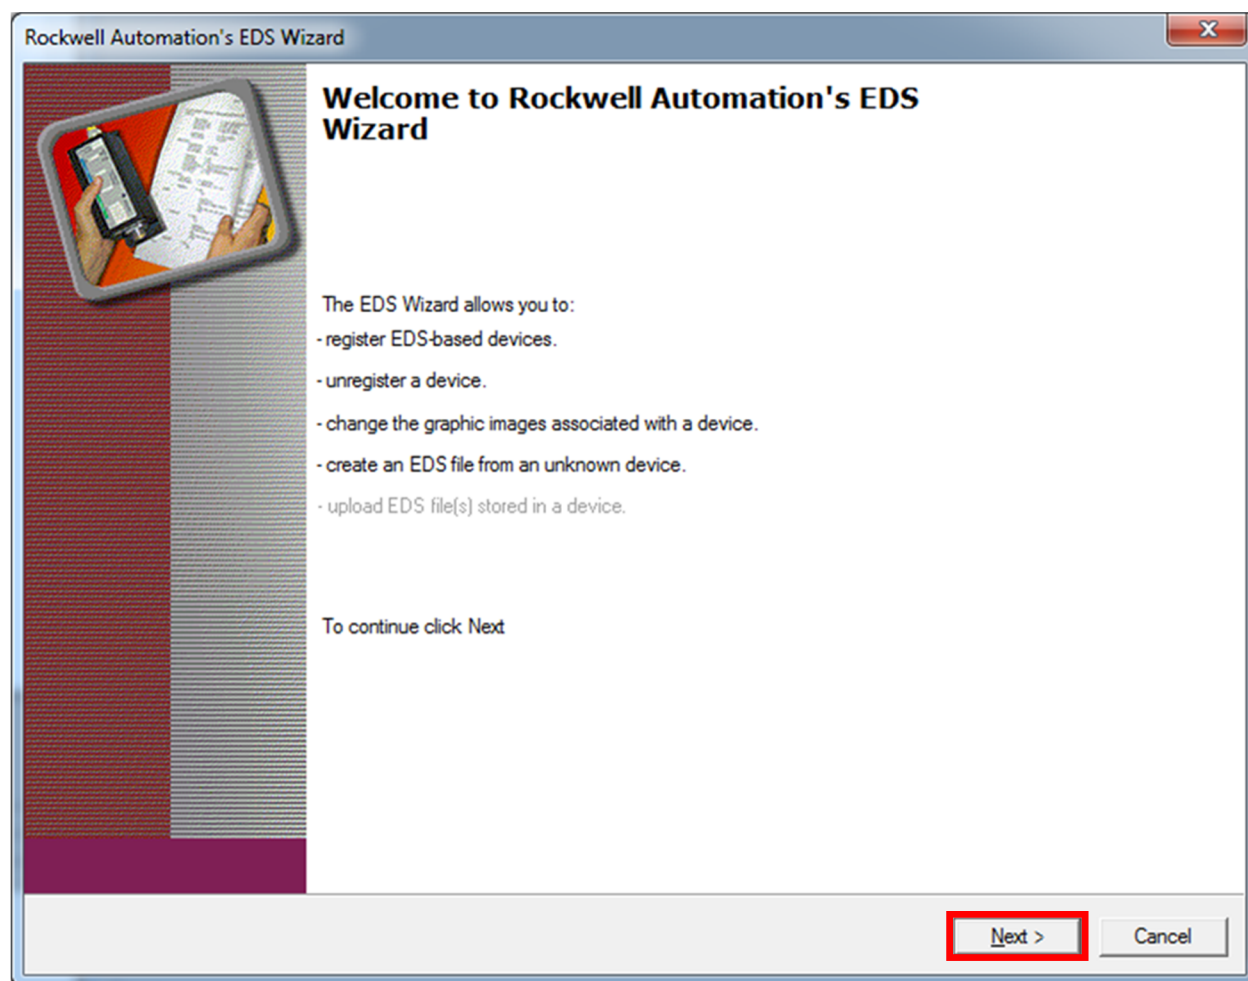 Rockwell Automation's EDS Wizard
Welcome to Rockwell Automation's EDS
Wizard
The EDS Wizard allows you to:
- register EDS-based devices.
- unregister a device.
- change the graphic images associated with a device.
- create an EDS file from an unknown device.
- upload EDS file(s) stored in a device.
To continue click Next
Next >
Cancel